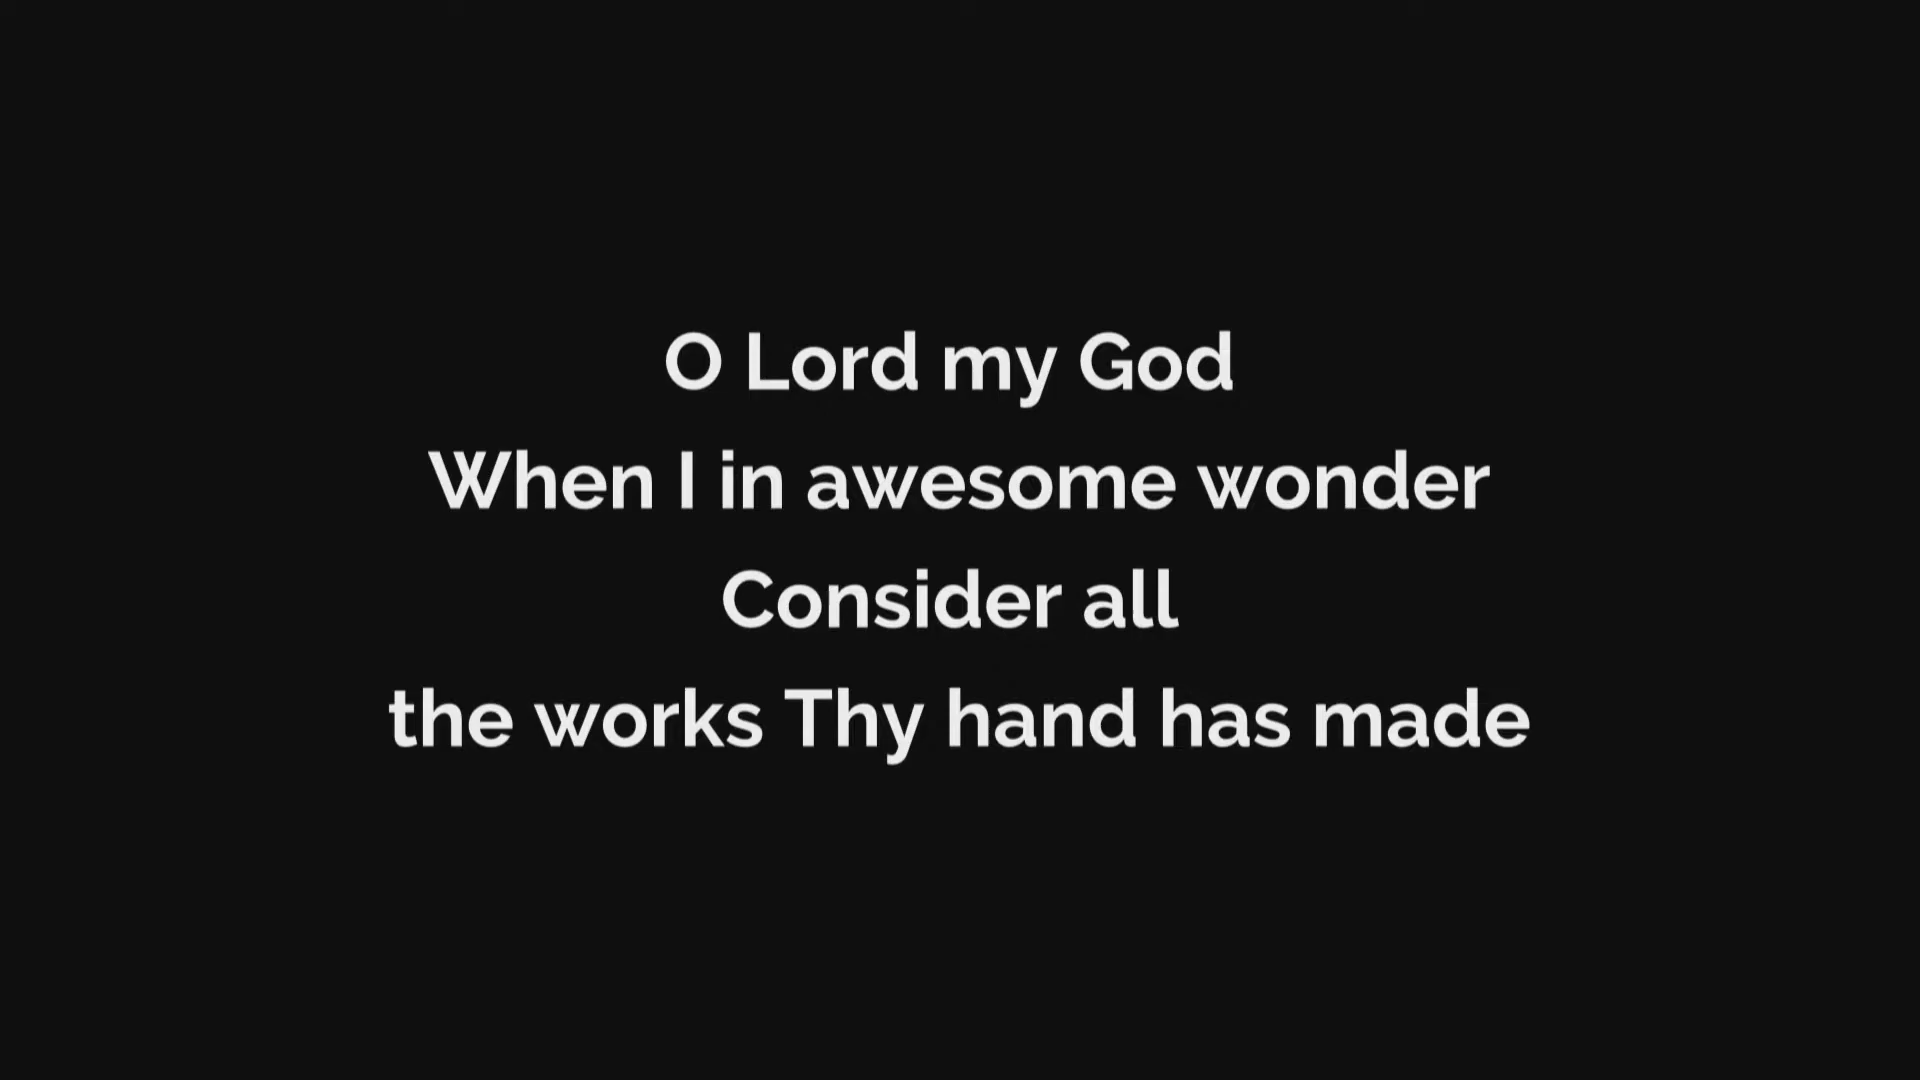 O Lord my God
When I in awesome wonder
Consider all
the works Thy hand has made